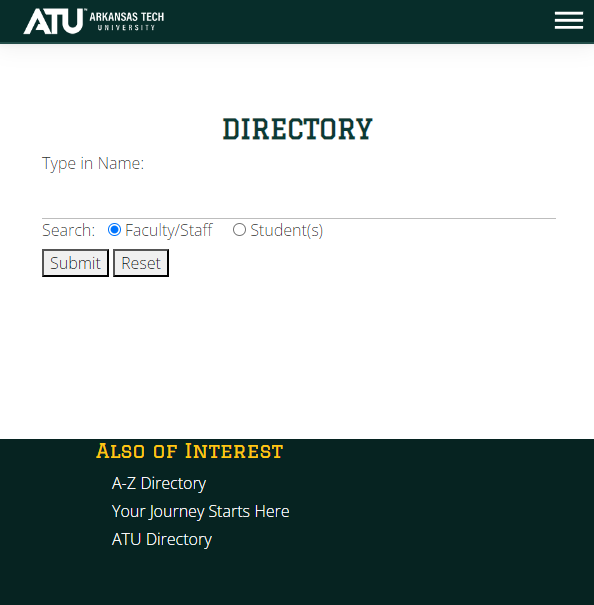 ATU ARKANSAS TECH
UNIVERSITY
DIRECTORY
Type in Name:
Search: Faculty/Staff Student(s)
Submit Reset
ALSO OF INTEREST
A-Z Directory
Your Journey Starts Here
ATU Directory